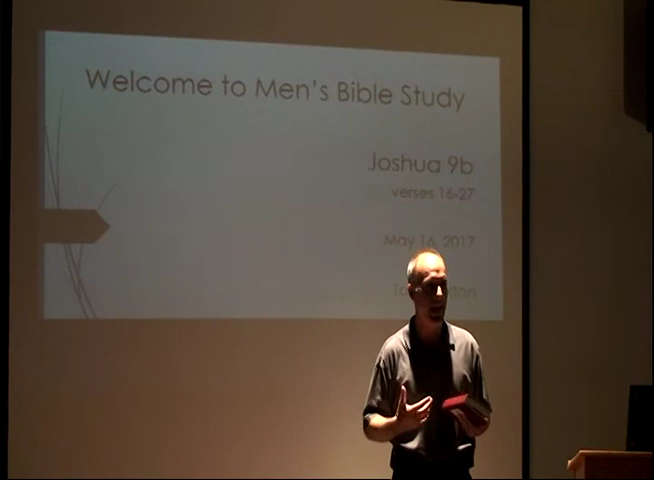 Welcome to Men's Bible Study
Joshua 9b
verses 16-27
May 16, 2017